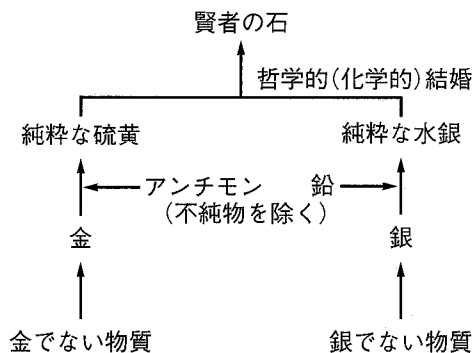 賢者の石
哲学的(化学的)結婚
純粋な硫黄
純粋な水銀
アンチモン
鉛
(不純物を除く)
金
銀
金でない物質
銀でない物質